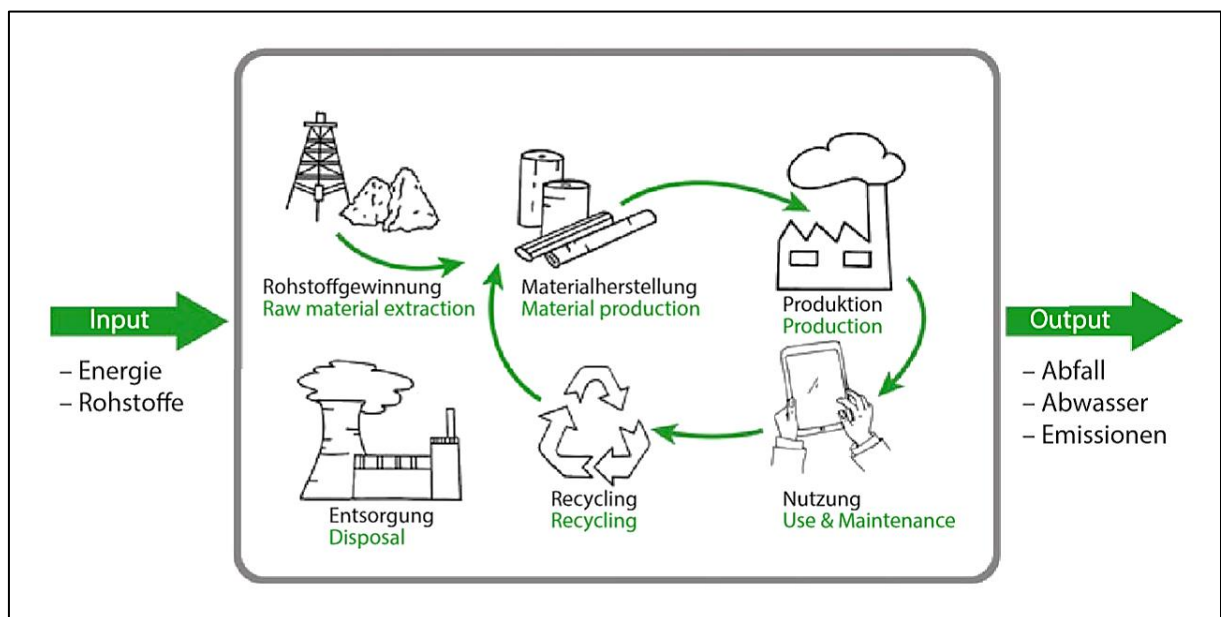 Input
– Energie
– Rohstoffe
Rohstoffgewinnung
Raw material extraction
Materialherstellung
Material production
Produktion
Production
Entsorgung
Disposal
Recycling
Recycling
Nutzung
Use & Maintenance
Output
– Abfall
– Abwasser
– Emissionen